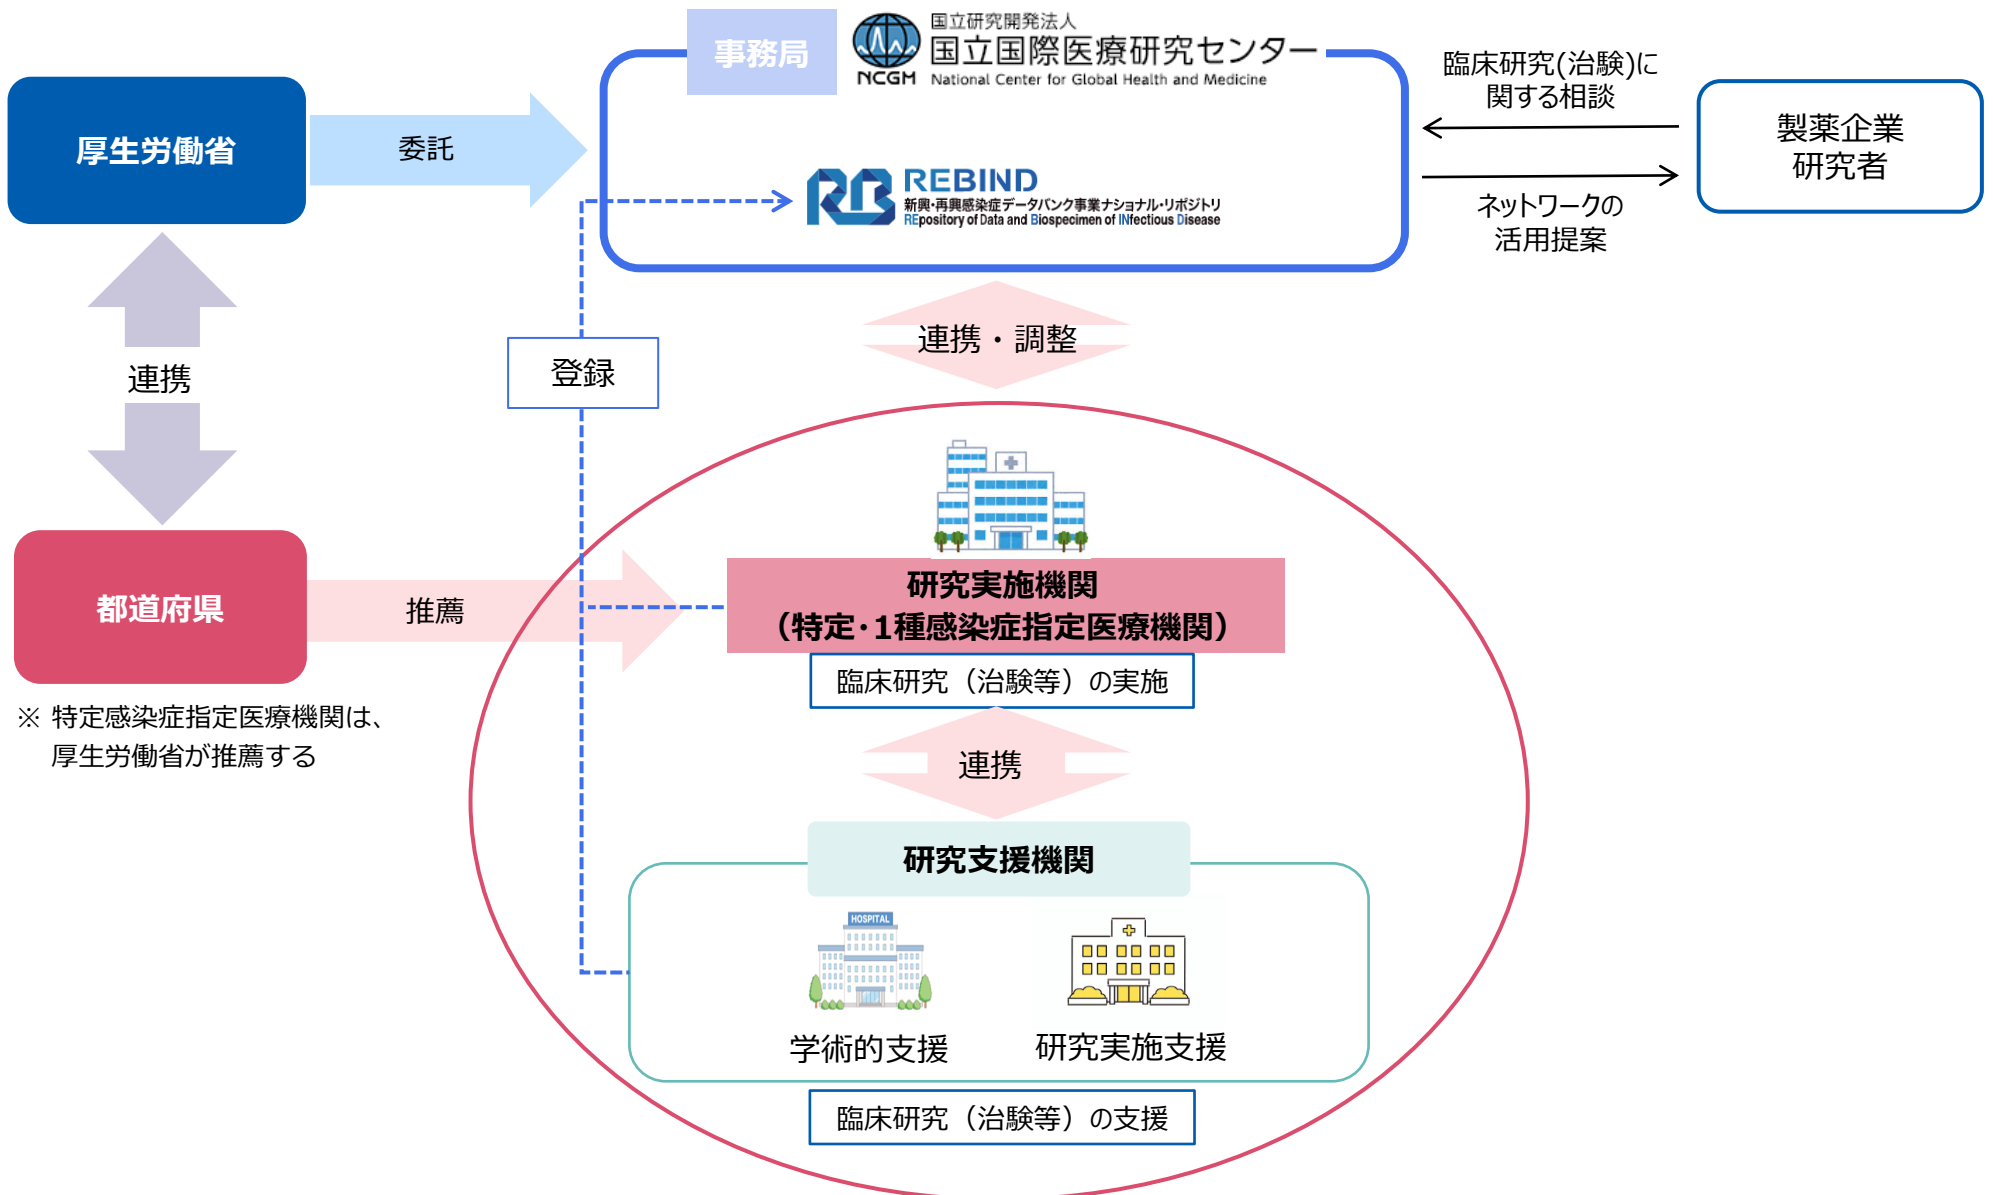 事務局
国立研究開発法人
国立国際医療研究センター
NCGM
National Center for Global Health and Medicine
臨床研究(治験)に
関する相談
厚生労働省
委託
製薬企業
研究者
REBIND
新興・再興感染症データバンク事業ナショナル・リポジトリ
REpository of Data and Biospecimen of INfectious Disease
ネットワークの
活用提案
連携・調整
連携
登録
都道府県
推薦
研究実施機関
（特定・1種感染症指定医療機関）
臨床研究（治験等）の実施
※ 特定感染症指定医療機関は、
厚生労働省が推薦する
連携
研究支援機関
HOSPITAL
学術的支援
研究実施支援
臨床研究（治験等）の支援